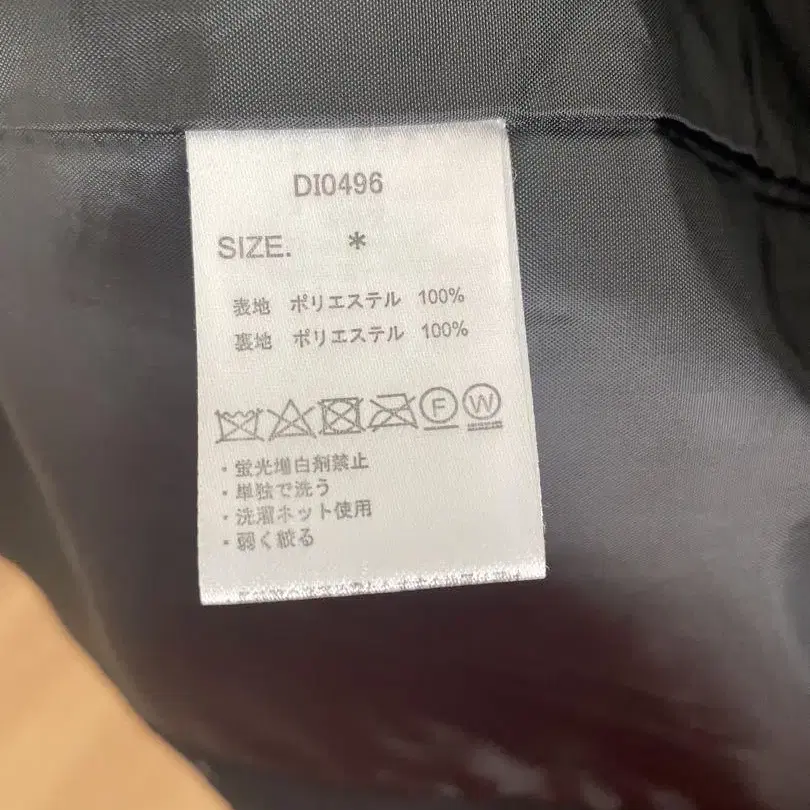 DI0496
SIZE. *
表地 ポリエステル 100%
裏地 ポリエステル 100%
F W
・蛍光増白剤禁止
・単独で洗う
・洗濯ネット使用
・弱く絞る